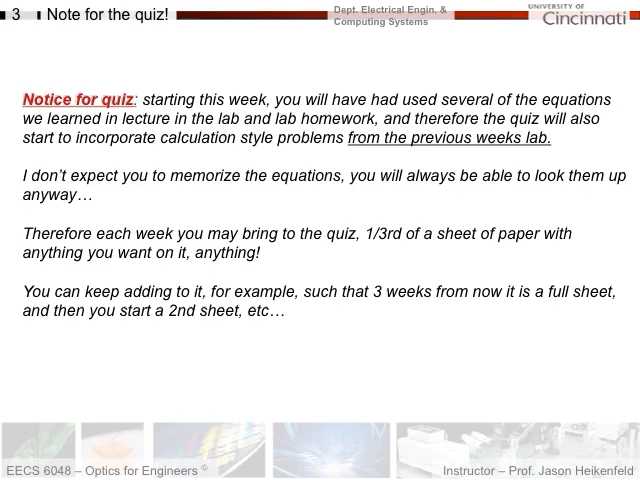 3 Note for the quiz!
Dept. Electrical Engin. &
Computing Systems
UNIVERSITY OF
Cincinnati
Notice for quiz: starting this week, you will have had used several of the equations
we learned in lecture in the lab and lab homework, and therefore the quiz will also
start to incorporate calculation style problems from the previous weeks lab.
I don’t expect you to memorize the equations, you will always be able to look them up
anyway…
Therefore each week you may bring to the quiz, 1/3rd of a sheet of paper with
anything you want on it, anything!
You can keep adding to it, for example, such that 3 weeks from now it is a full sheet,
and then you start a 2nd sheet, etc…
EECS 6048 – Optics for Engineers ©
Instructor – Prof. Jason Heikenfeld